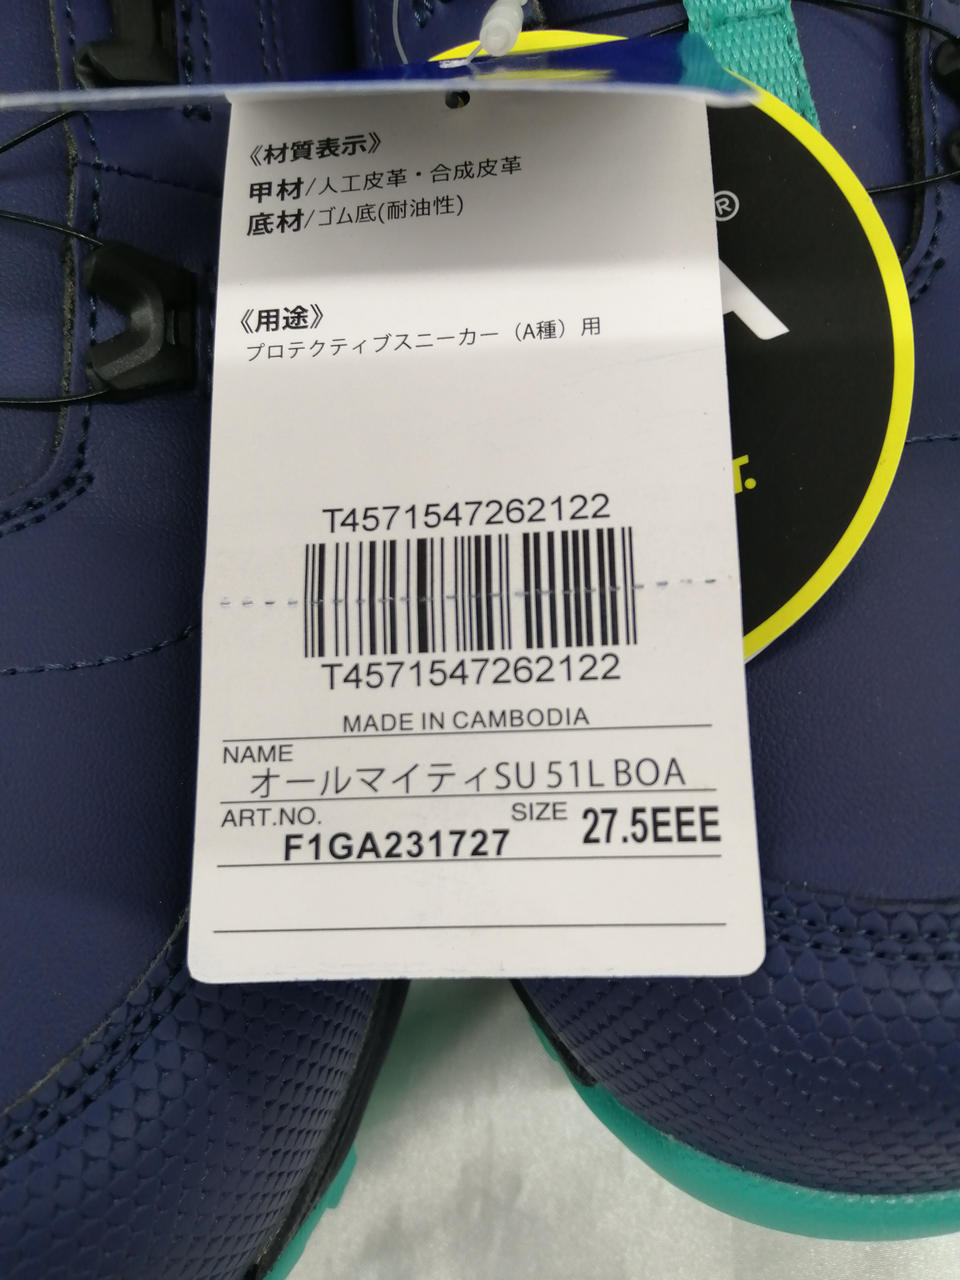 《材質表示》
甲材/人工皮革・合成皮革
底材/ゴム底(耐油性)
《用途》
プロテクティブスニーカー（A種）用
T4571547262122
T4571547262122
MADE IN CAMBODIA
NAME
オールマイティSU 51L BOA
ART.NO.
F1GA231727
SIZE
27.5EEE
®
A
T.